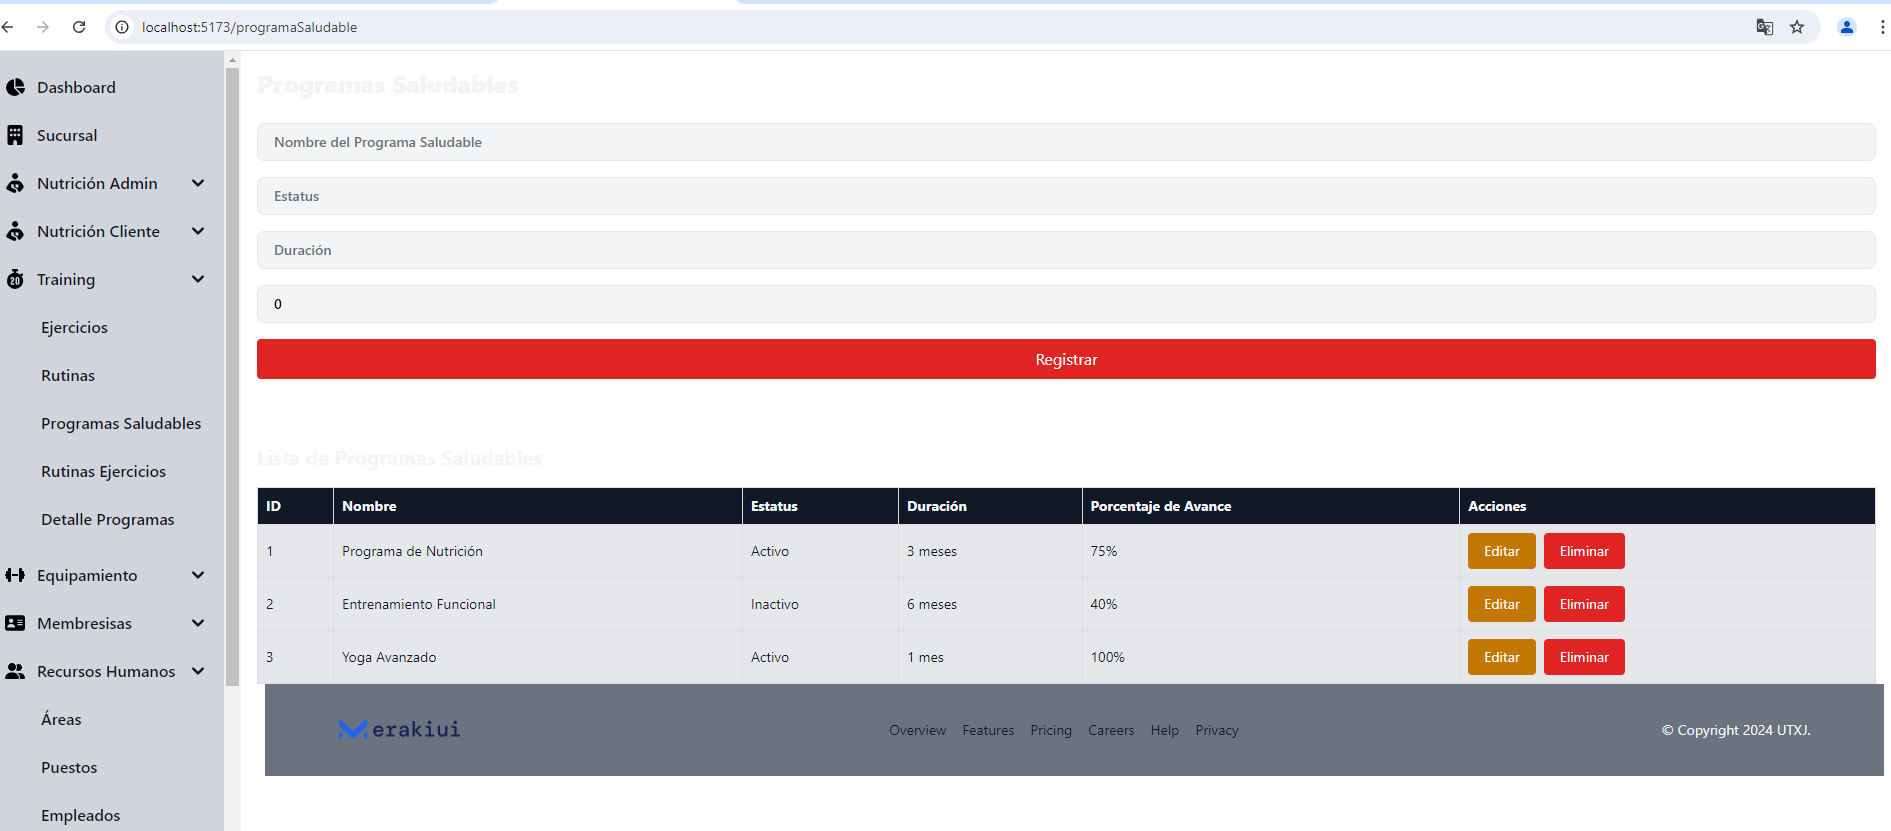 localhost:5173/programaSaludable
Dashboard
Sucursal
Nutrición Admin
Nutrición Cliente
Training
20
Ejercicios
Rutinas
Programas Saludables
Rutinas Ejercicios
Detalle Programas
Equipamiento
Membresisas
Recursos Humanos
Áreas
Puestos
Empleados
Programas Saludables
Nombre del Programa Saludable
Estatus
Duración
0
Registrar
Lista de Programas Saludables
ID Nombre Estatus Duración Porcentaje de Avance Acciones
1 Programa de Nutrición Activo 3 meses 75% Editar Eliminar
2 Entrenamiento Funcional Inactivo 6 meses 40% Editar Eliminar
3 Yoga Avanzado Activo 1 mes 100% Editar Eliminar
erakiui Overview Features Pricing Careers Help Privacy © Copyright 2024 UTXJ.